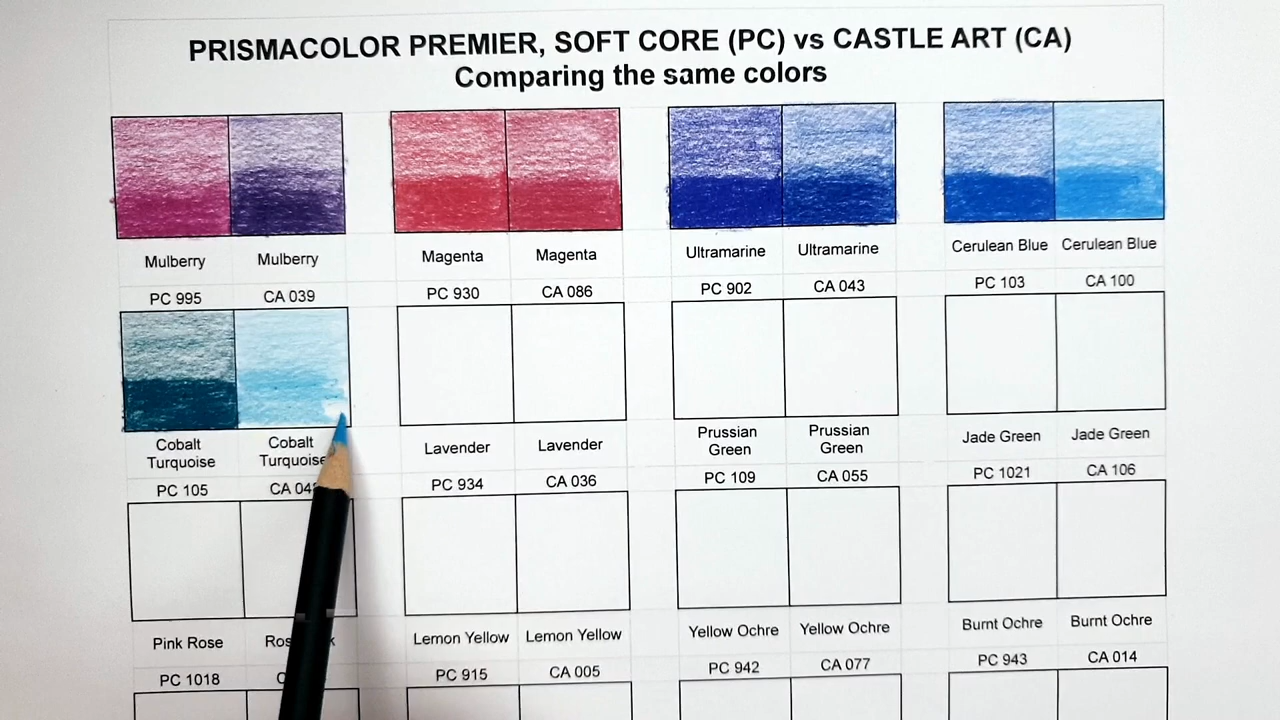 PRISMACOLOR PREMIER, SOFT CORE (PC) vs CASTLE ART (CA)
Comparing the same colors
Mulberry Mulberry Magenta Magenta Ultramarine Ultramarine Cerulean Blue Cerulean Blue
PC 995 CA 039 PC 930 CA 086 PC 902 CA 043 PC 103 CA 100
Cobalt Cobalt Lavender Lavender Prussian Prussian Jade Green Jade Green
Turquoise Turquoise Green Green
PC 105 CA PC 934 CA 036 PC 109 CA 055 PC 1021 CA 106
Pink Rose Lemon Yellow Lemon Yellow Yellow Ochre Yellow Ochre Burnt Ochre Burnt Ochre
PC 1018 PC 915 CA 005 PC 942 CA 077 PC 943 CA 014